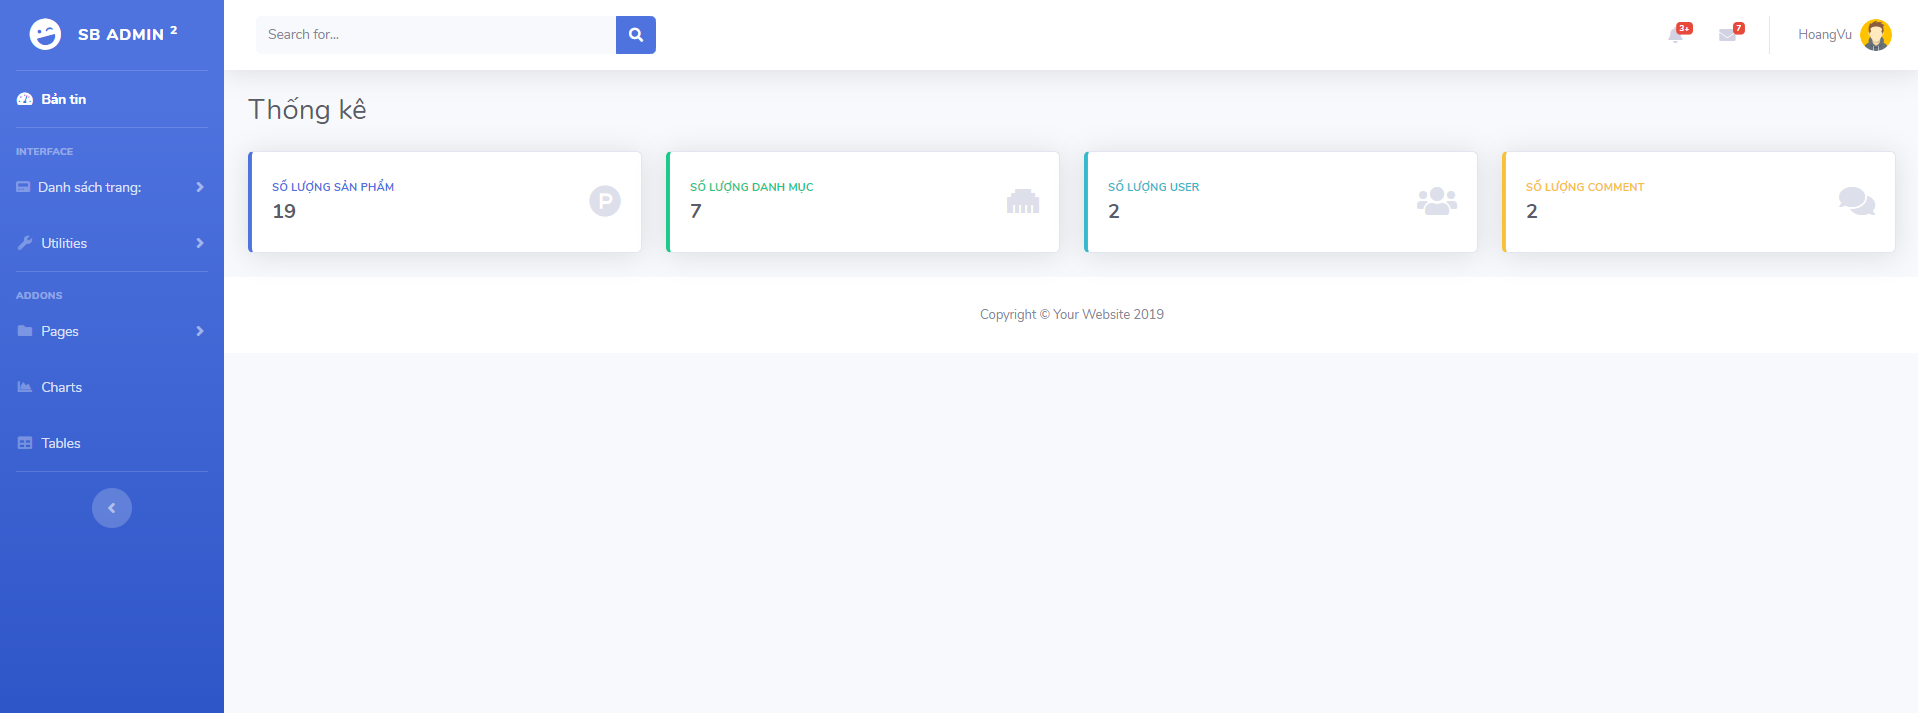 SB ADMIN 2
Bản tin
INTERFACE
Danh sách trang:
Utilities
ADDONS
Pages
Charts
Tables
Search for...
3+
7
HoangVu
Thống kê
SỐ LƯỢNG SẢN PHẨM
19
P
SỐ LƯỢNG DANH MỤC
7
SỐ LƯỢNG USER
2
SỐ LƯỢNG COMMENT
2
Copyright © Your Website 2019